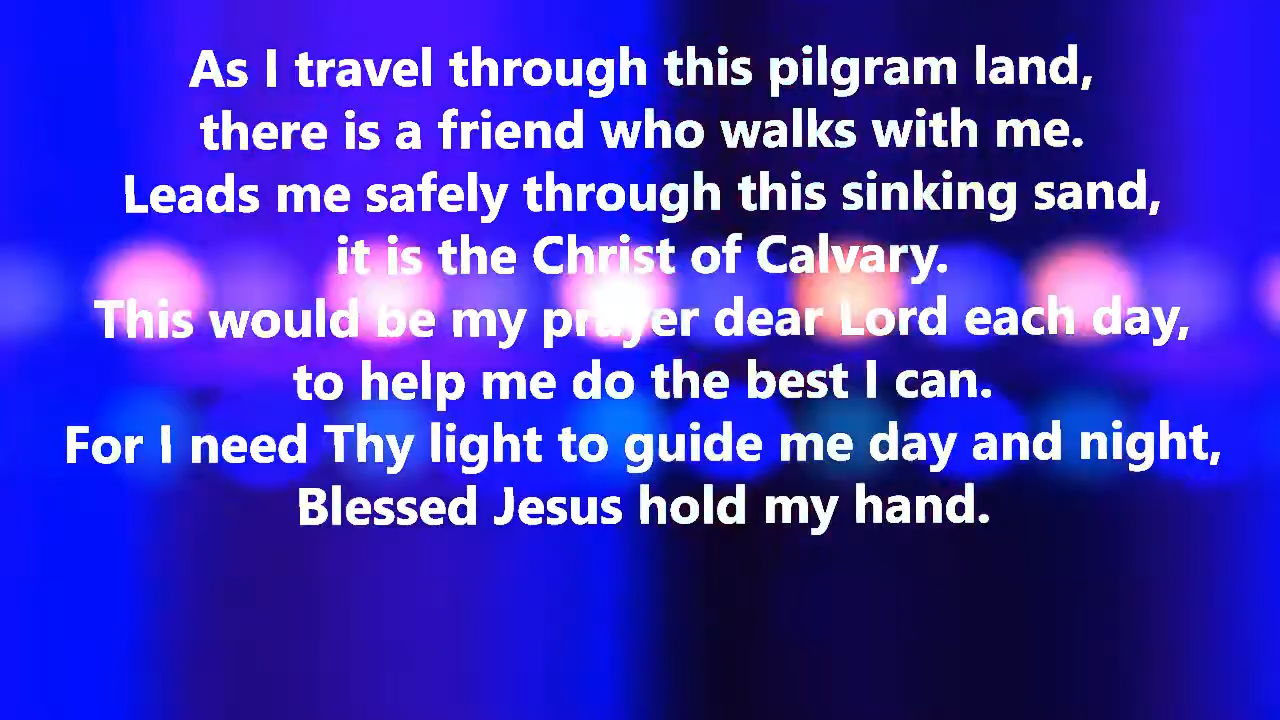 As I travel through this pilgram land,
there is a friend who walks with me.
Leads me safely through this sinking sand,
it is the Christ of Calvary.
This would be my prayer dear Lord each day,
to help me do the best I can.
For I need Thy light to guide me day and night,
Blessed Jesus hold my hand.